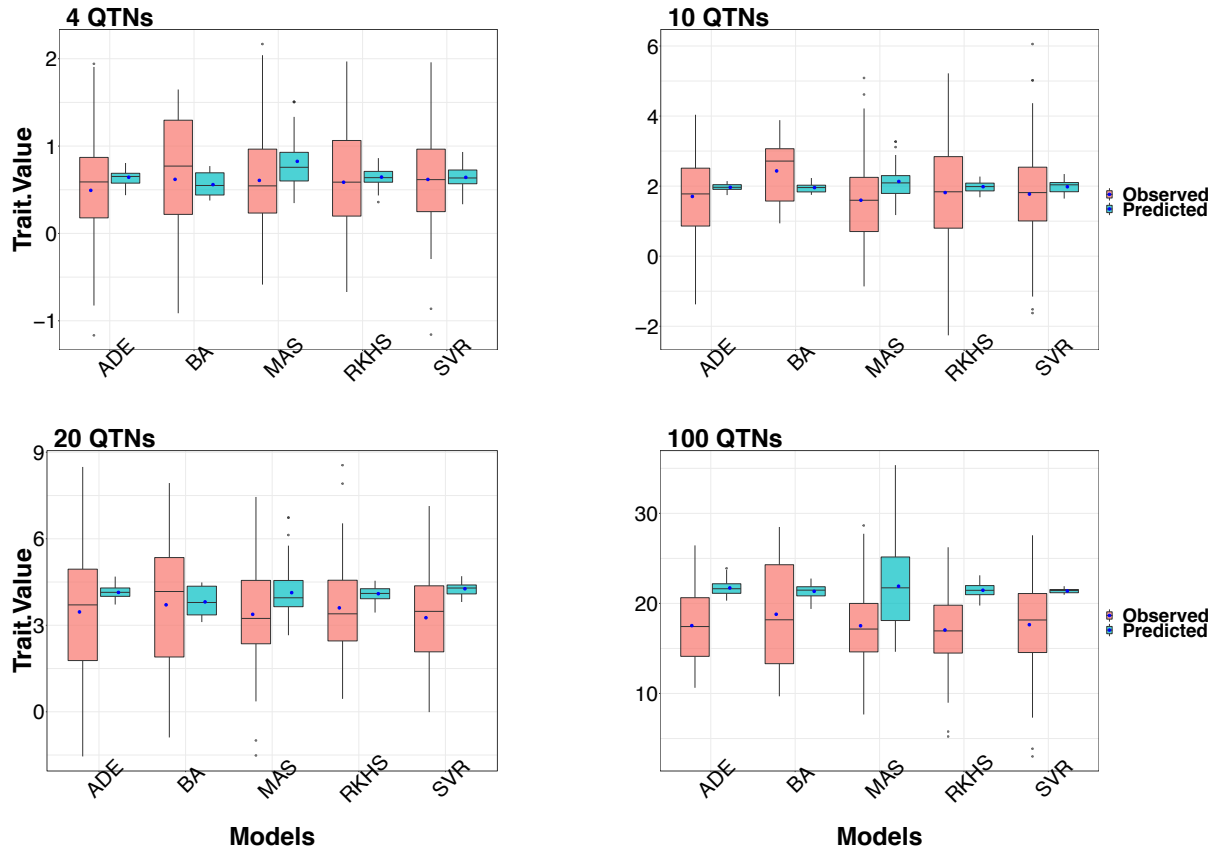 4 QTNs
Trait.Value
2
1
0
−1
ADE
BA
MAS
RKHS
SVR
10 QTNs
6
4
2
0
−2
ADE
BA
MAS
RKHS
SVR
Observed
Predicted
20 QTNs
Trait.Value
9
6
3
0
ADE
BA
MAS
RKHS
SVR
Models
100 QTNs
30
20
10
ADE
BA
MAS
RKHS
SVR
Models
Observed
Predicted